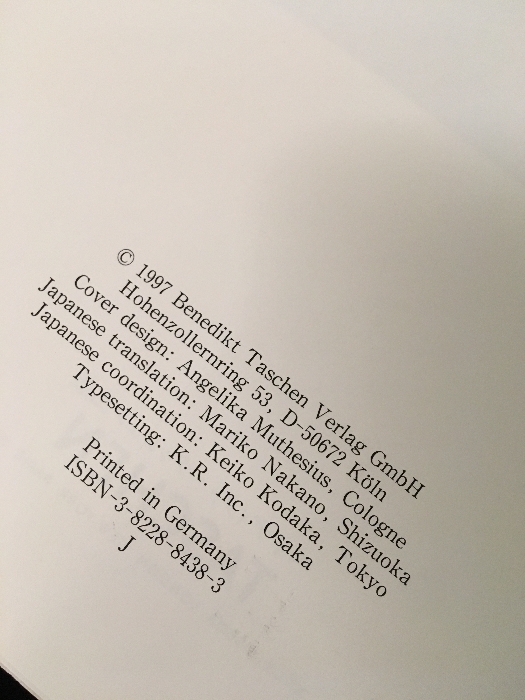 © 1997 Benedikt Taschen Verlag GmbH
Hohenzollernring 53, D–50672 Köln
Cover design: Angelika Muthesius, Cologne
Japanese translation: Mariko Nakano, Shizuoka
Japanese coordination: Keiko Kodaka, Tokyo
Typesetting: K.R. Inc., Osaka
Printed in Germany
ISBN–3–8228–8438–3
J